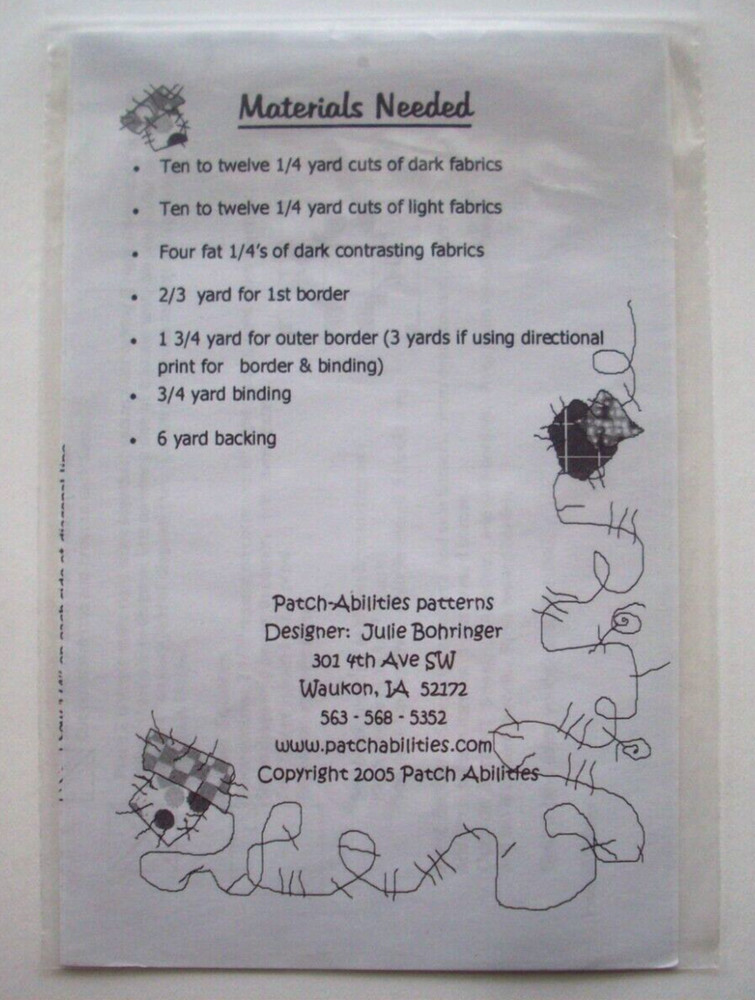 Materials Needed
• Ten to twelve 1/4 yard cuts of dark fabrics
• Ten to twelve 1/4 yard cuts of light fabrics
• Four fat 1/4's of dark contrasting fabrics
• 2/3 yard for 1st border
• 1 3/4 yard for outer border (3 yards if using directional
print for border & binding)
• 3/4 yard binding
• 6 yard backing
Patch-Abilities patterns
Designer: Julie Bohringer
301 4th Ave SW
Waukon, IA 52172
563 - 568 - 5352
www.patchabilities.com
Copyright 2005 Patch Abilities